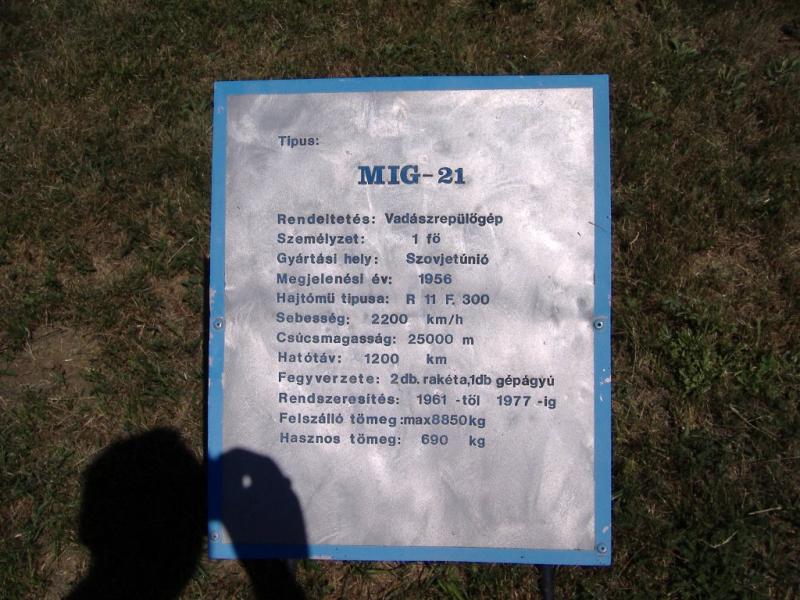 Tipus:
MIG-21
Rendeltetés: Vadászrepülőgép
Személyzet: 1 fő
Gyártási hely: Szovjetúnió
Megjelenési év: 1956
Hajtómű tipusa: R 11 F. 300
Sebesség: 2200 km/h
Csúcsmagasság: 25000 m
Hatótáv: 1200 km
Fegyverzete: 2db. rakéta,1db gépágyú
Rendszeresítés: 1961 -től 1977 -ig
Felszálló tömeg :max8850kg
Hasznos tömeg: 690 kg